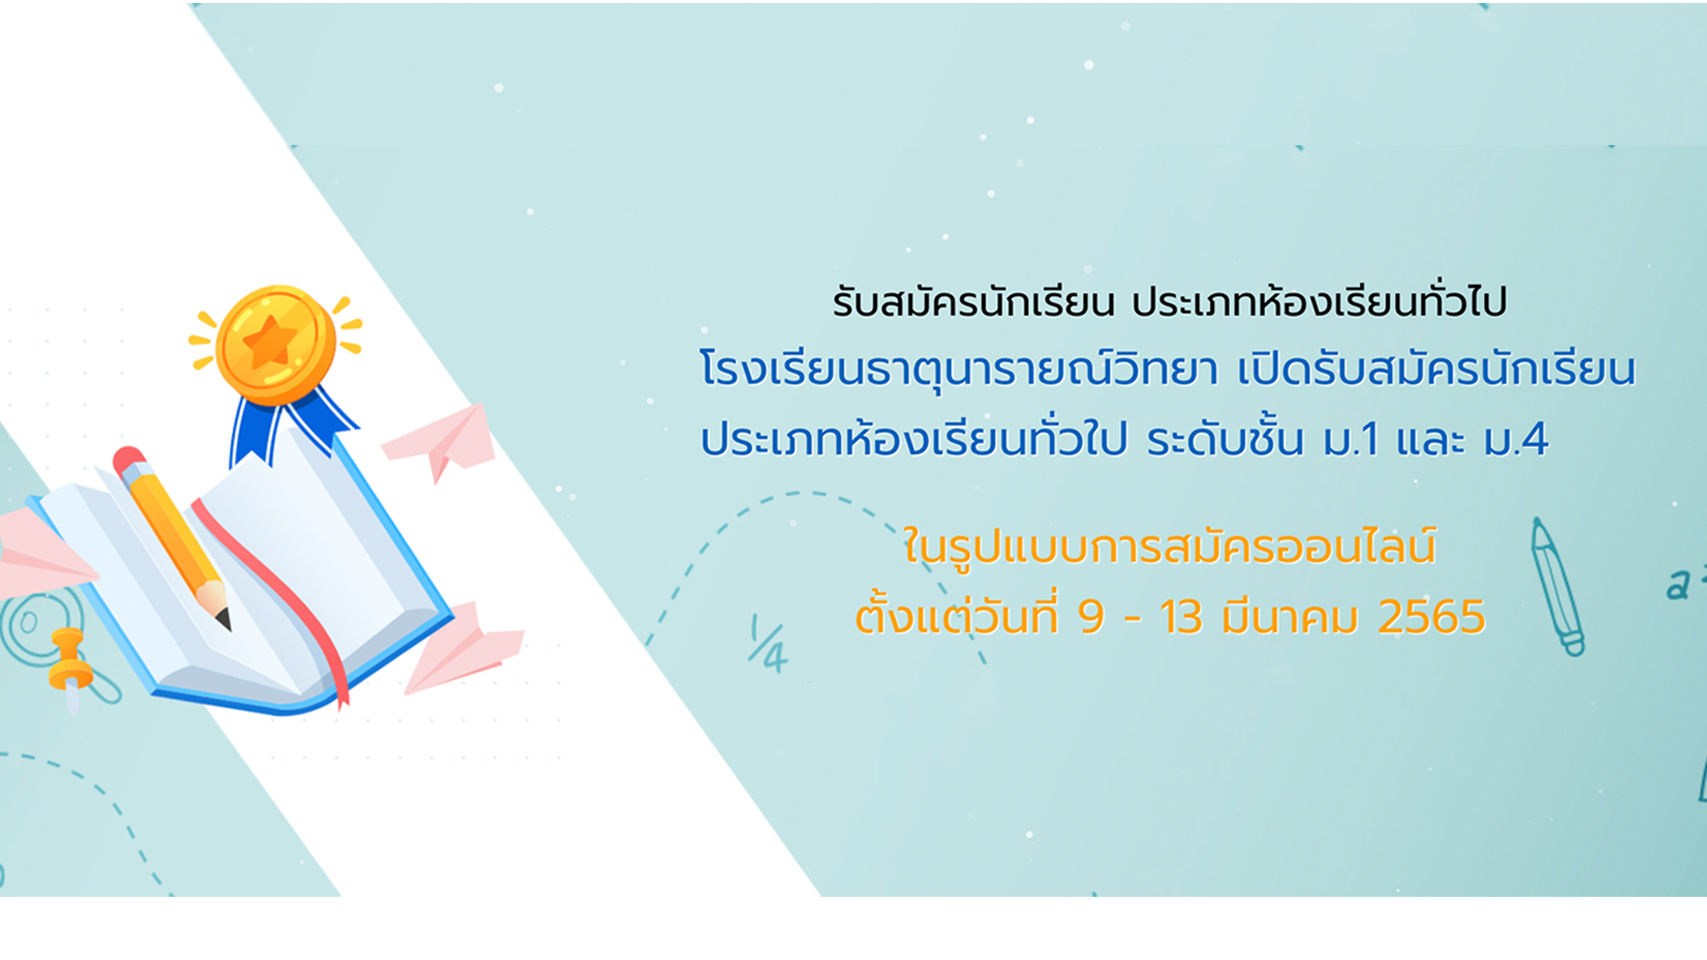 รับสมัครนักเรียน ประเภทห้องเรียนทั่วไป
โรงเรียนธาตุนารายณ์วิทยา เปิดรับสมัครนักเรียน
ประเภทห้องเรียนทั่วใป ระดับชั้น ม.1 และ ม.4
ในรูปแบบการสมัครออนไลน์
ตั้งแต่วันที่ 9 - 13 มีนาคม 2565
1/4
a